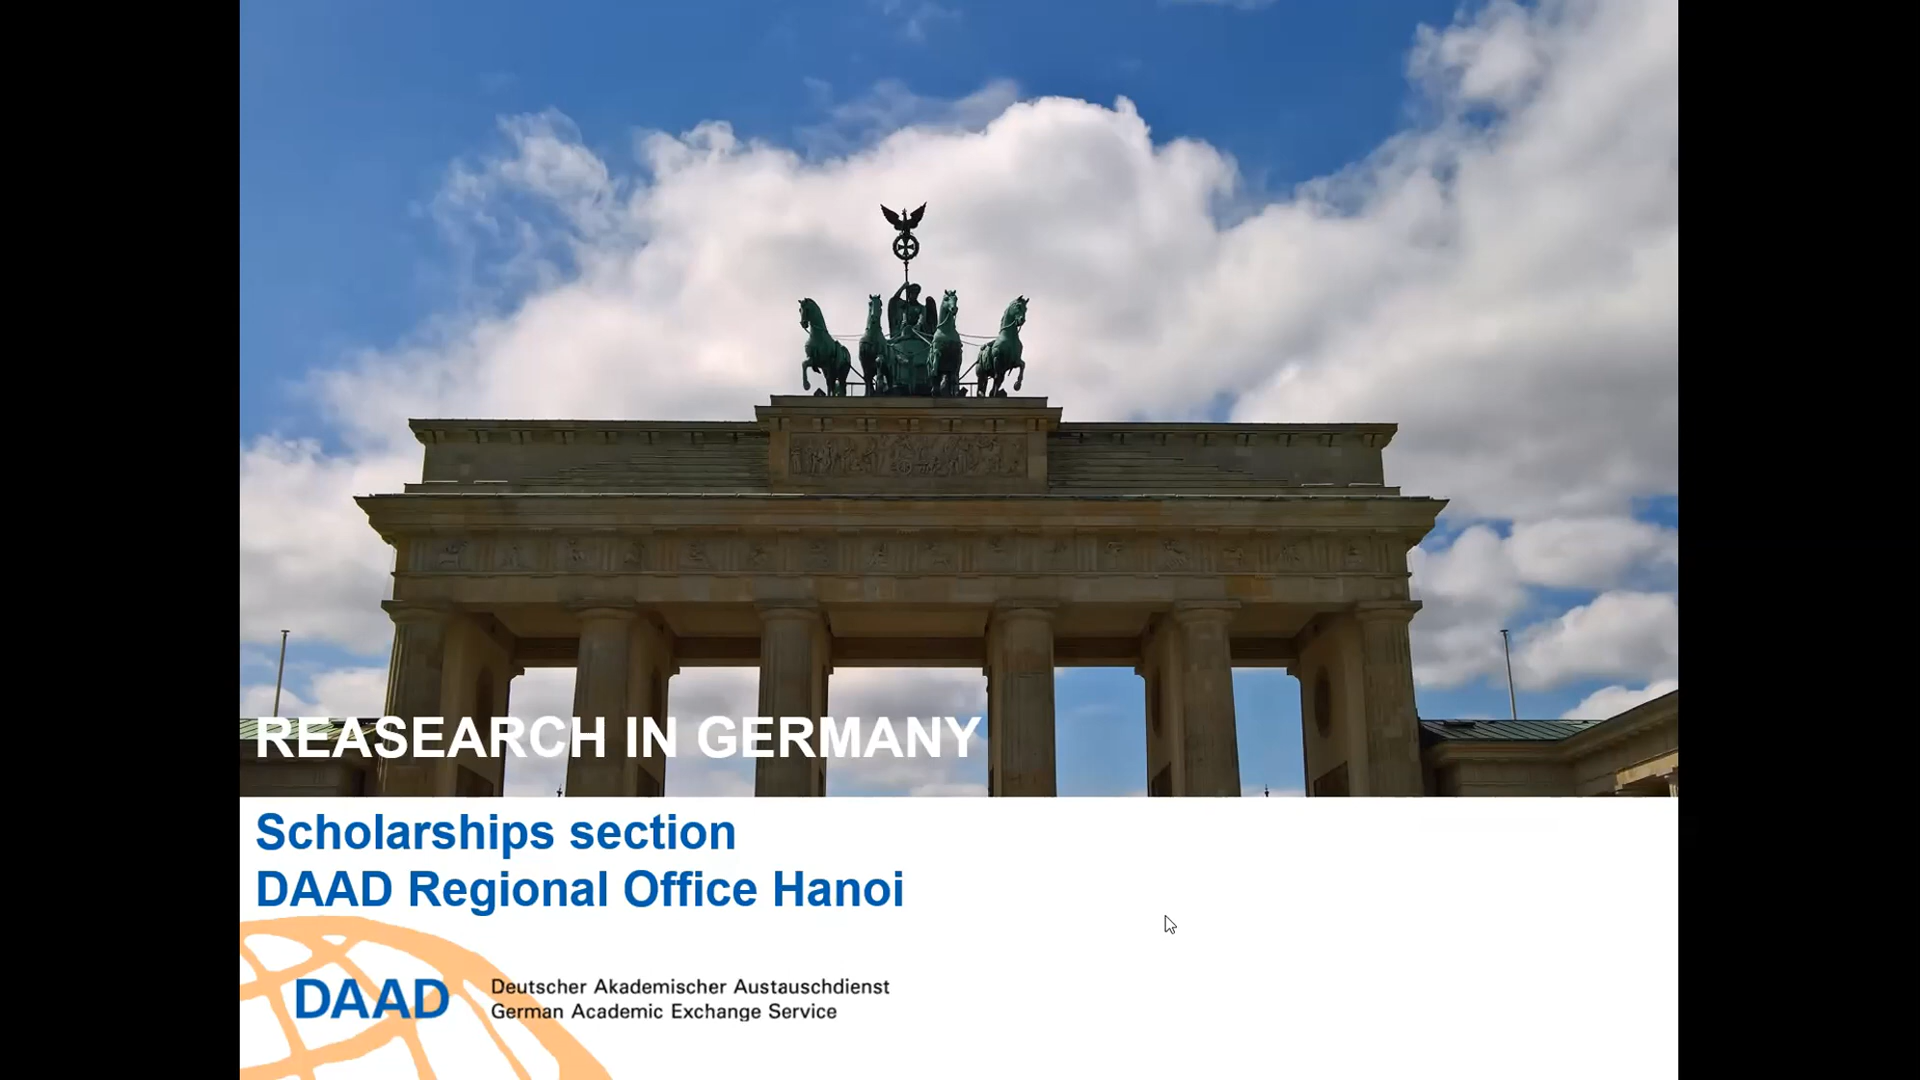 REASEARCH IN GERMANY
Scholarships section
DAAD Regional Office Hanoi
DAAD
Deutscher Akademischer Austauschdienst
German Academic Exchange Service